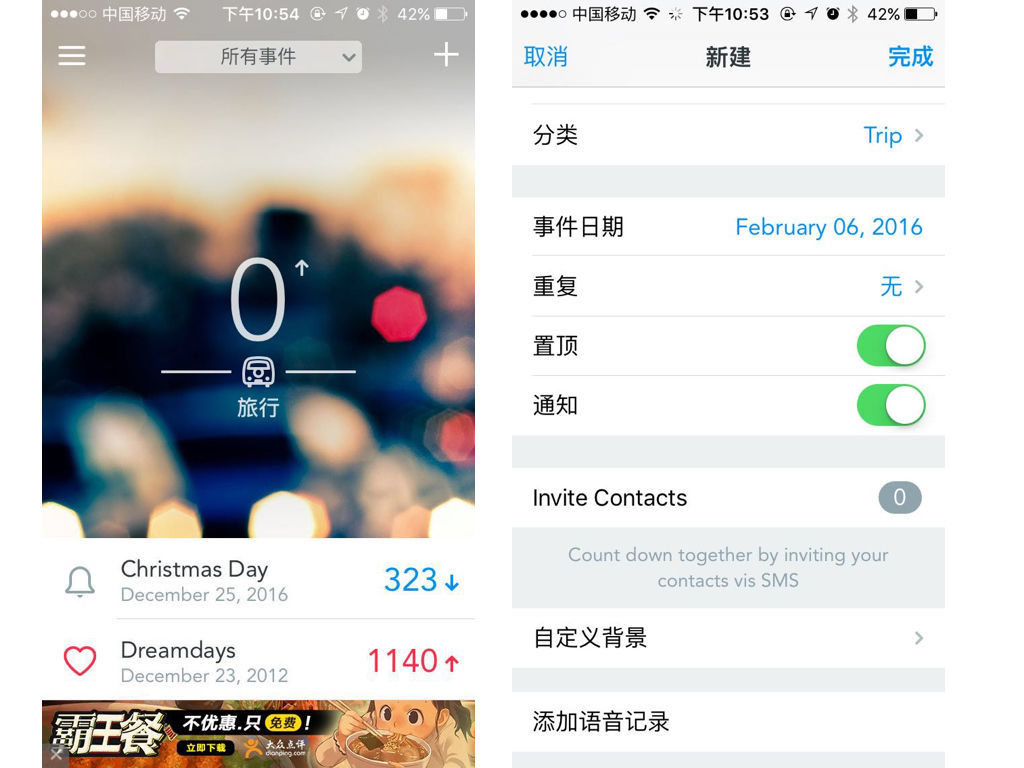 中国移动 下午10:54 42%
所有事件
0
旅行
Christmas Day
December 25, 2016
323
Dreamdays
December 23, 2012
1140
霸王餐
不优惠.只免费!
立即下载
大众点评
dianping.com
中国移动 下午10:53 42%
取消 新建 完成
分类 Trip
事件日期 February 06, 2016
重复 无
置顶
通知
Invite Contacts 0
Count down together by inviting your
contacts vis SMS
自定义背景
添加语音记录